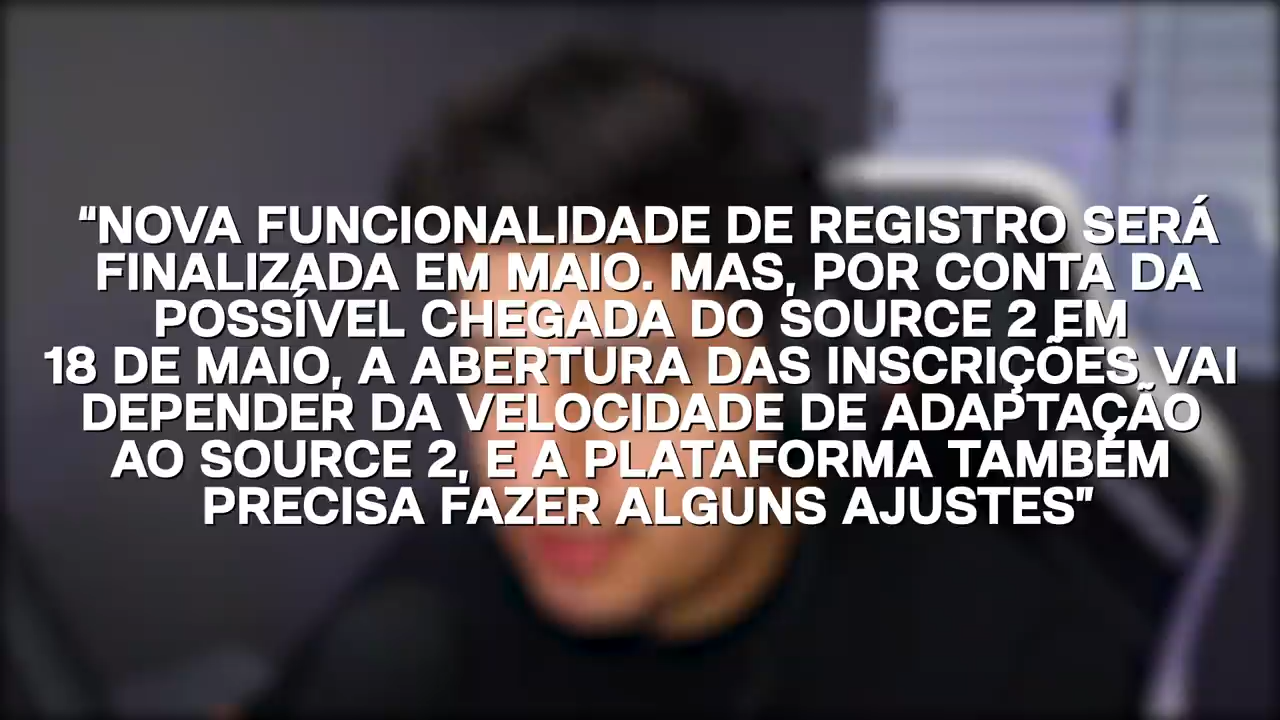 “NOVA FUNCIONALIDADE DE REGISTRO SERÁ
FINALIZADA EM MAIO. MAS, POR CONTA DA
POSSÍVEL CHEGADA DO SOURCE 2 EM
18 DE MAIO, A ABERTURA DAS INSCRIÇÕES VAI
DEPENDER DA VELOCIDADE DE ADAPTAÇÃO
AO SOURCE 2, E A PLATAFORMA TAMBÉM
PRECISA FAZER ALGUNS AJUSTES”